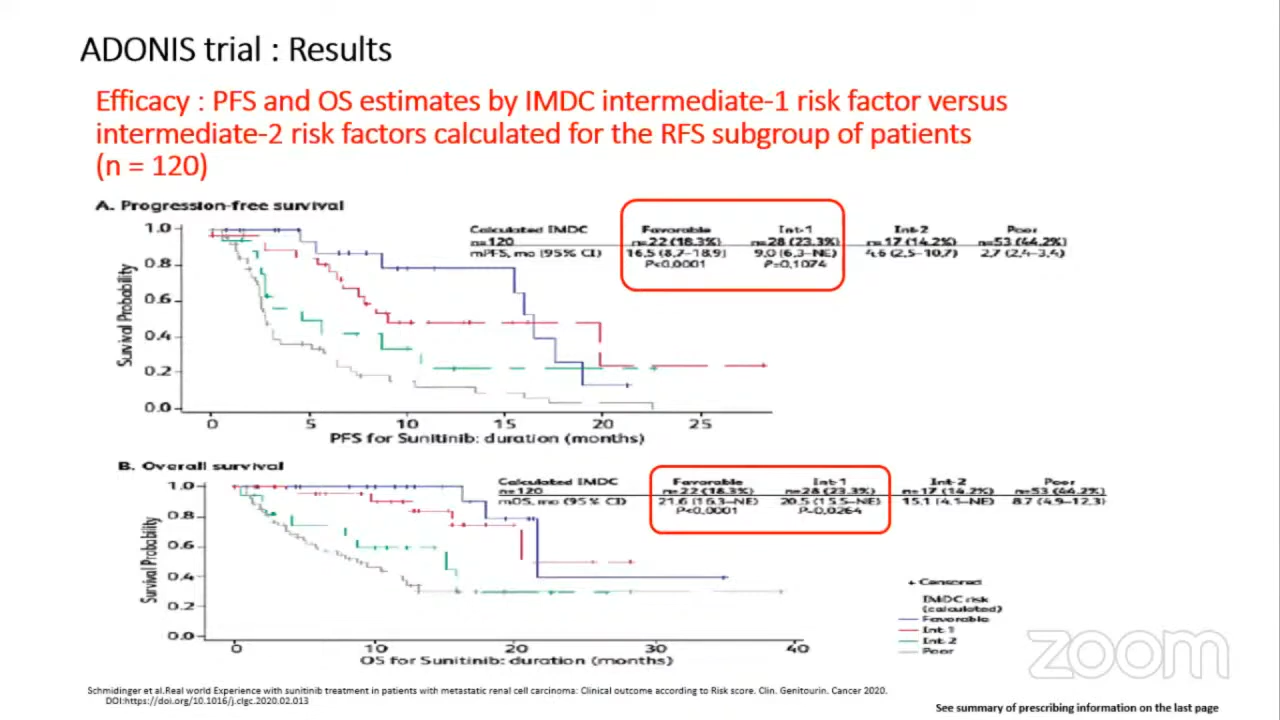 ADONIS trial : Results
Efficacy : PFS and OS estimates by IMDC intermediate-1 risk factor versus
intermediate-2 risk factors calculated for the RFS subgroup of patients
(n = 120)
A. Progression-free survival
Calculated IMDC Favorable Int-1 Int-2 Poor
n=120 n=22 (18.3%) n=28 (23.3%) n=17 (14.2%) n=53 (44.2%)
mPFS, mo (95% CI) 16.5 (8.7–18.9) 9.0 (6.3–NE) 4.6 (2.5–10.7) 2.7 (2.4–3.4)
P<0.0001 P=0.1074
Survival Probability
1.0
0.8
0.6
0.4
0.2
0.0
0 5 10 15 20 25
PFS for Sunitinib: duration (months)
B. Overall survival
Calculated IMDC Favorable Int-1 Int-2 Poor
n=120 n=22 (18.3%) n=28 (23.3%) n=17 (14.2%) n=53 (44.2%)
mOS, mo (95 % CI) 21.6 (16.3–NE) 20.5 (15.5–NE) 15.1 (4.1–NE) 8.7 (4.9–12.3)
P<0.0001 P=0.0264
Survival Probability
1.0
0.8
0.6
0.4
0.2
0.0
0 10 20 30 40
OS for Sunitinib: duration (months)
+ Censored
IMDC risk
(calculated)
Favorable
Int-1
Int-2
Poor
zoom
Schmidinger et al.Real world Experience with sunitinib treatment in patients with metastatic renal cell carcinoma: Clinical outcome according to Risk score. Clin. Genitourin. Cancer 2020.
DOI:https://doi.org/10.1016/j.clgc.2020.02.013
See summary of prescribing information on the last page